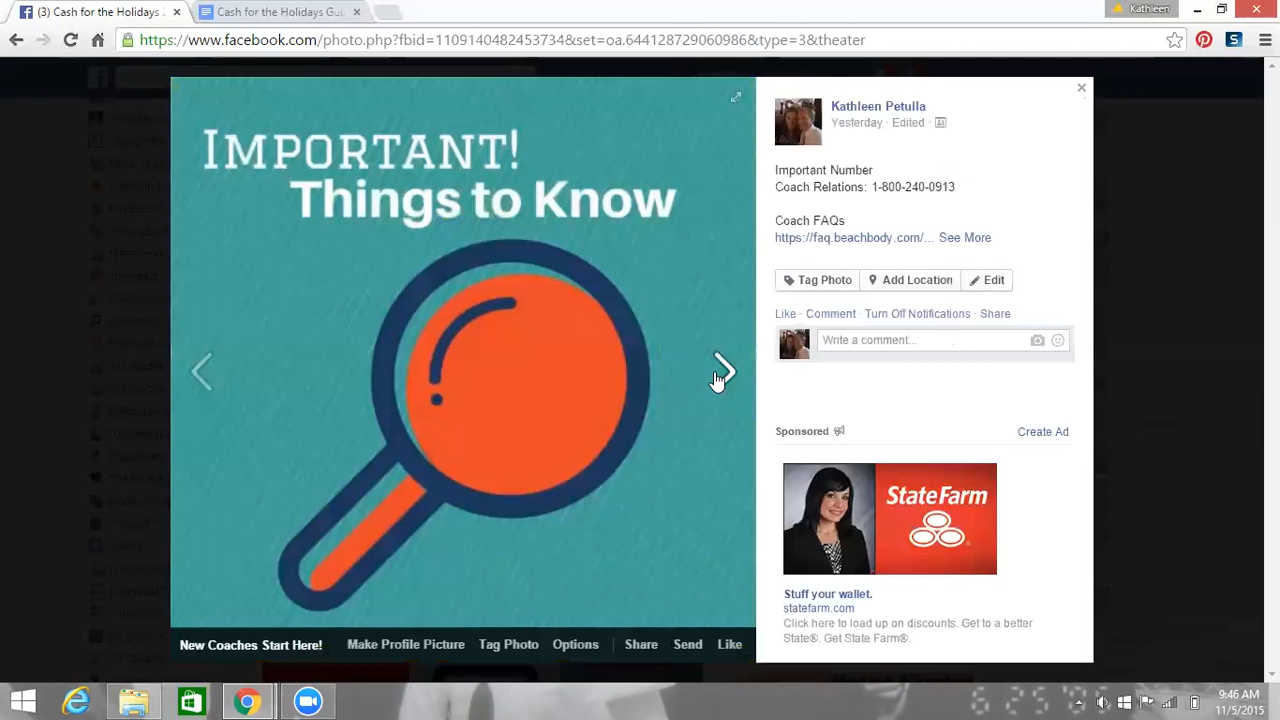 (3) Cash for the Holidays
Cash for the Holidays Gui
Kathleen
https://www.facebook.com/photo.php?fbid=1109140482453734&set=oa.644128729060986&type=3&theater
IMPORTANT!
Things to Know
Kathleen Petulla
Yesterday · Edited ·
Important Number
Coach Relations: 1-800-240-0913
Coach FAQs
https://faq.beachbody.com/... See More
Tag Photo
Add Location
Edit
Like · Comment · Turn Off Notifications · Share
Write a comment...
Sponsored
Create Ad
StateFarm
Stuff your wallet.
statefarm.com
Click here to load up on discounts. Get to a better
State®. Get State Farm®.
New Coaches Start Here!
Make Profile Picture
Tag Photo
Options
Share
Send
Like
9:46 AM
11/5/2015